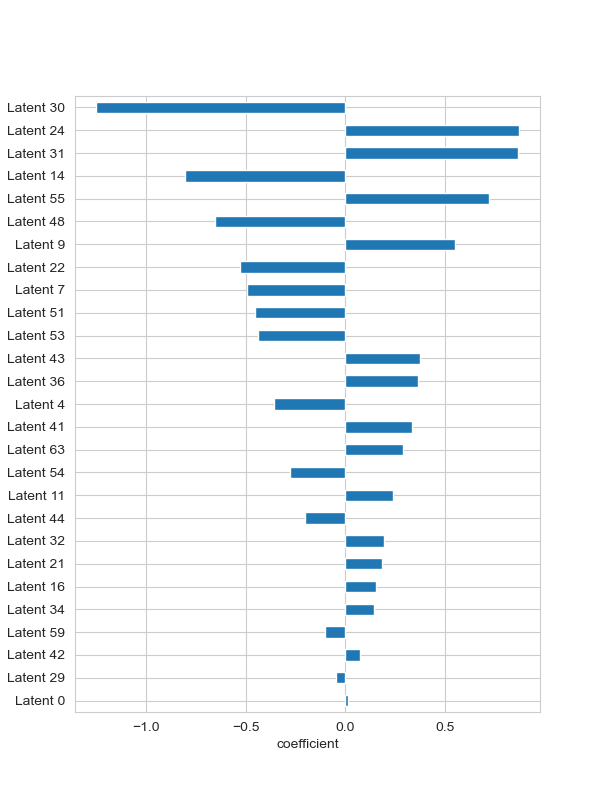 Latent 30
Latent 24
Latent 31
Latent 14
Latent 55
Latent 48
Latent 9
Latent 22
Latent 7
Latent 51
Latent 53
Latent 43
Latent 36
Latent 4
Latent 41
Latent 63
Latent 54
Latent 11
Latent 44
Latent 32
Latent 21
Latent 16
Latent 34
Latent 59
Latent 42
Latent 29
Latent 0
−1.0 −0.5 0.0 0.5
coefficient